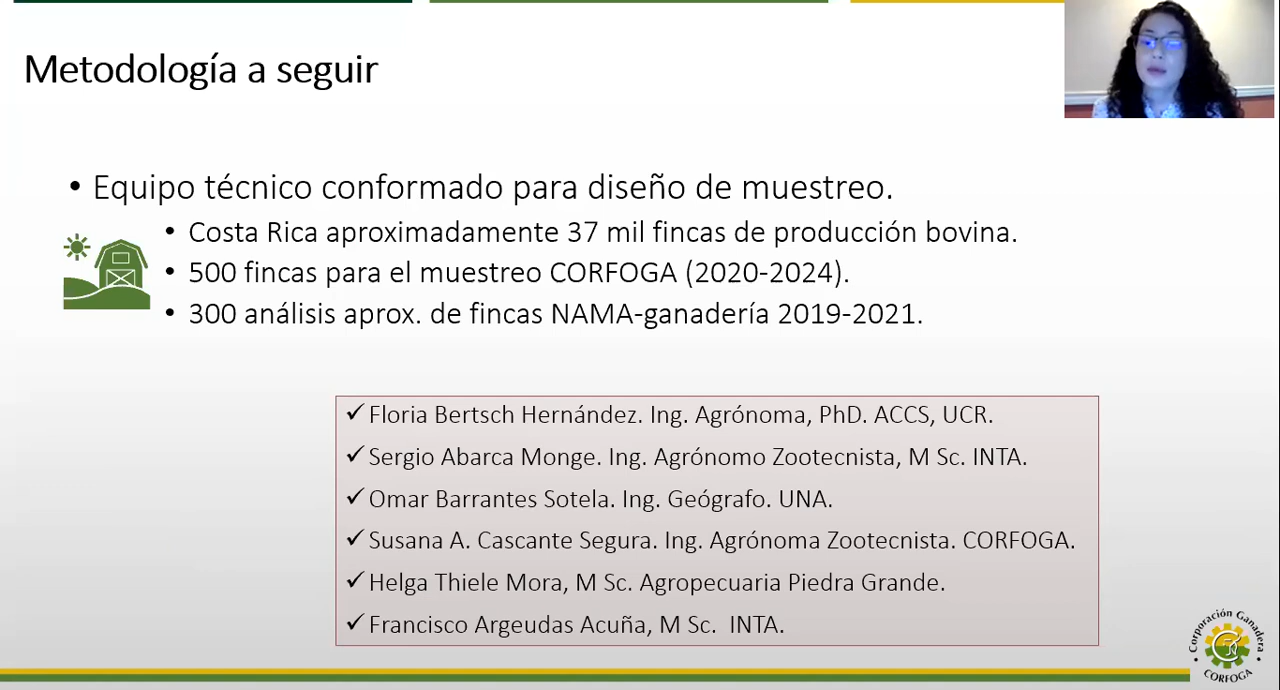 Metodología a seguir
• Equipo técnico conformado para diseño de muestreo.
• Costa Rica aproximadamente 37 mil fincas de producción bovina.
• 500 fincas para el muestreo CORFOGA (2020-2024).
• 300 análisis aprox. de fincas NAMA-ganadería 2019-2021.
✓ Floria Bertsch Hernández. Ing. Agrónoma, PhD. ACCS, UCR.
✓ Sergio Abarca Monge. Ing. Agrónomo Zootecnista, M Sc. INTA.
✓ Omar Barrantes Sotela. Ing. Geógrafo. UNA.
✓ Susana A. Cascante Segura. Ing. Agrónoma Zootecnista. CORFOGA.
✓ Helga Thiele Mora, M Sc. Agropecuaria Piedra Grande.
✓ Francisco Argeudas Acuña, M Sc. INTA.
Corporación Ganadera
• CORFOGA •